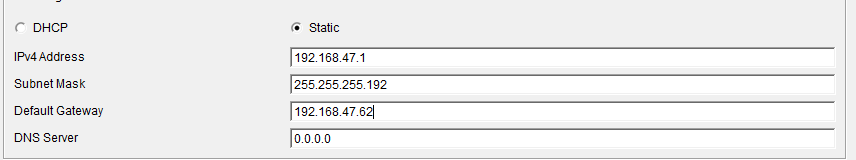 DHCP Static
IPv4 Address 192.168.47.1
Subnet Mask 255.255.255.192
Default Gateway 192.168.47.62
DNS Server 0.0.0.0